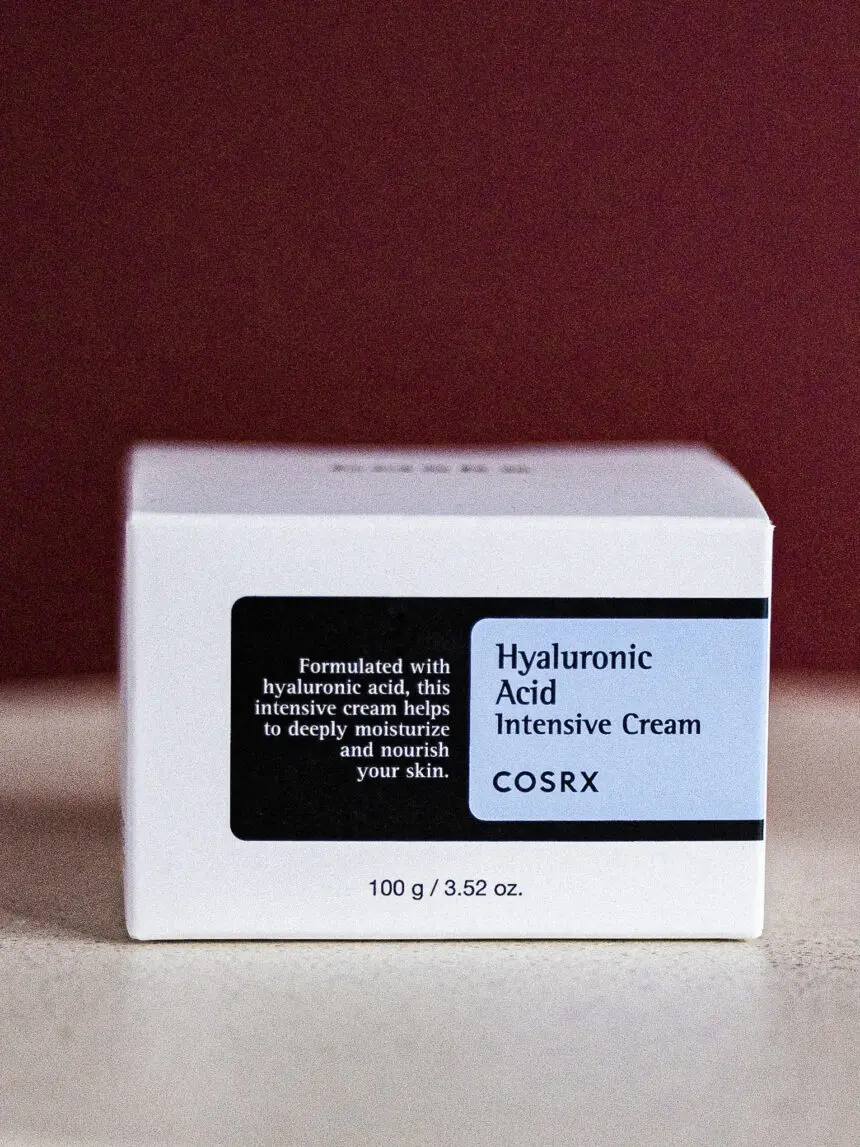 Formulated with
hyaluronic acid, this
intensive cream helps
to deeply moisturize
and nourish
your skin.
Hyaluronic
Acid
Intensive Cream
COSRX
100 g / 3.52 oz.